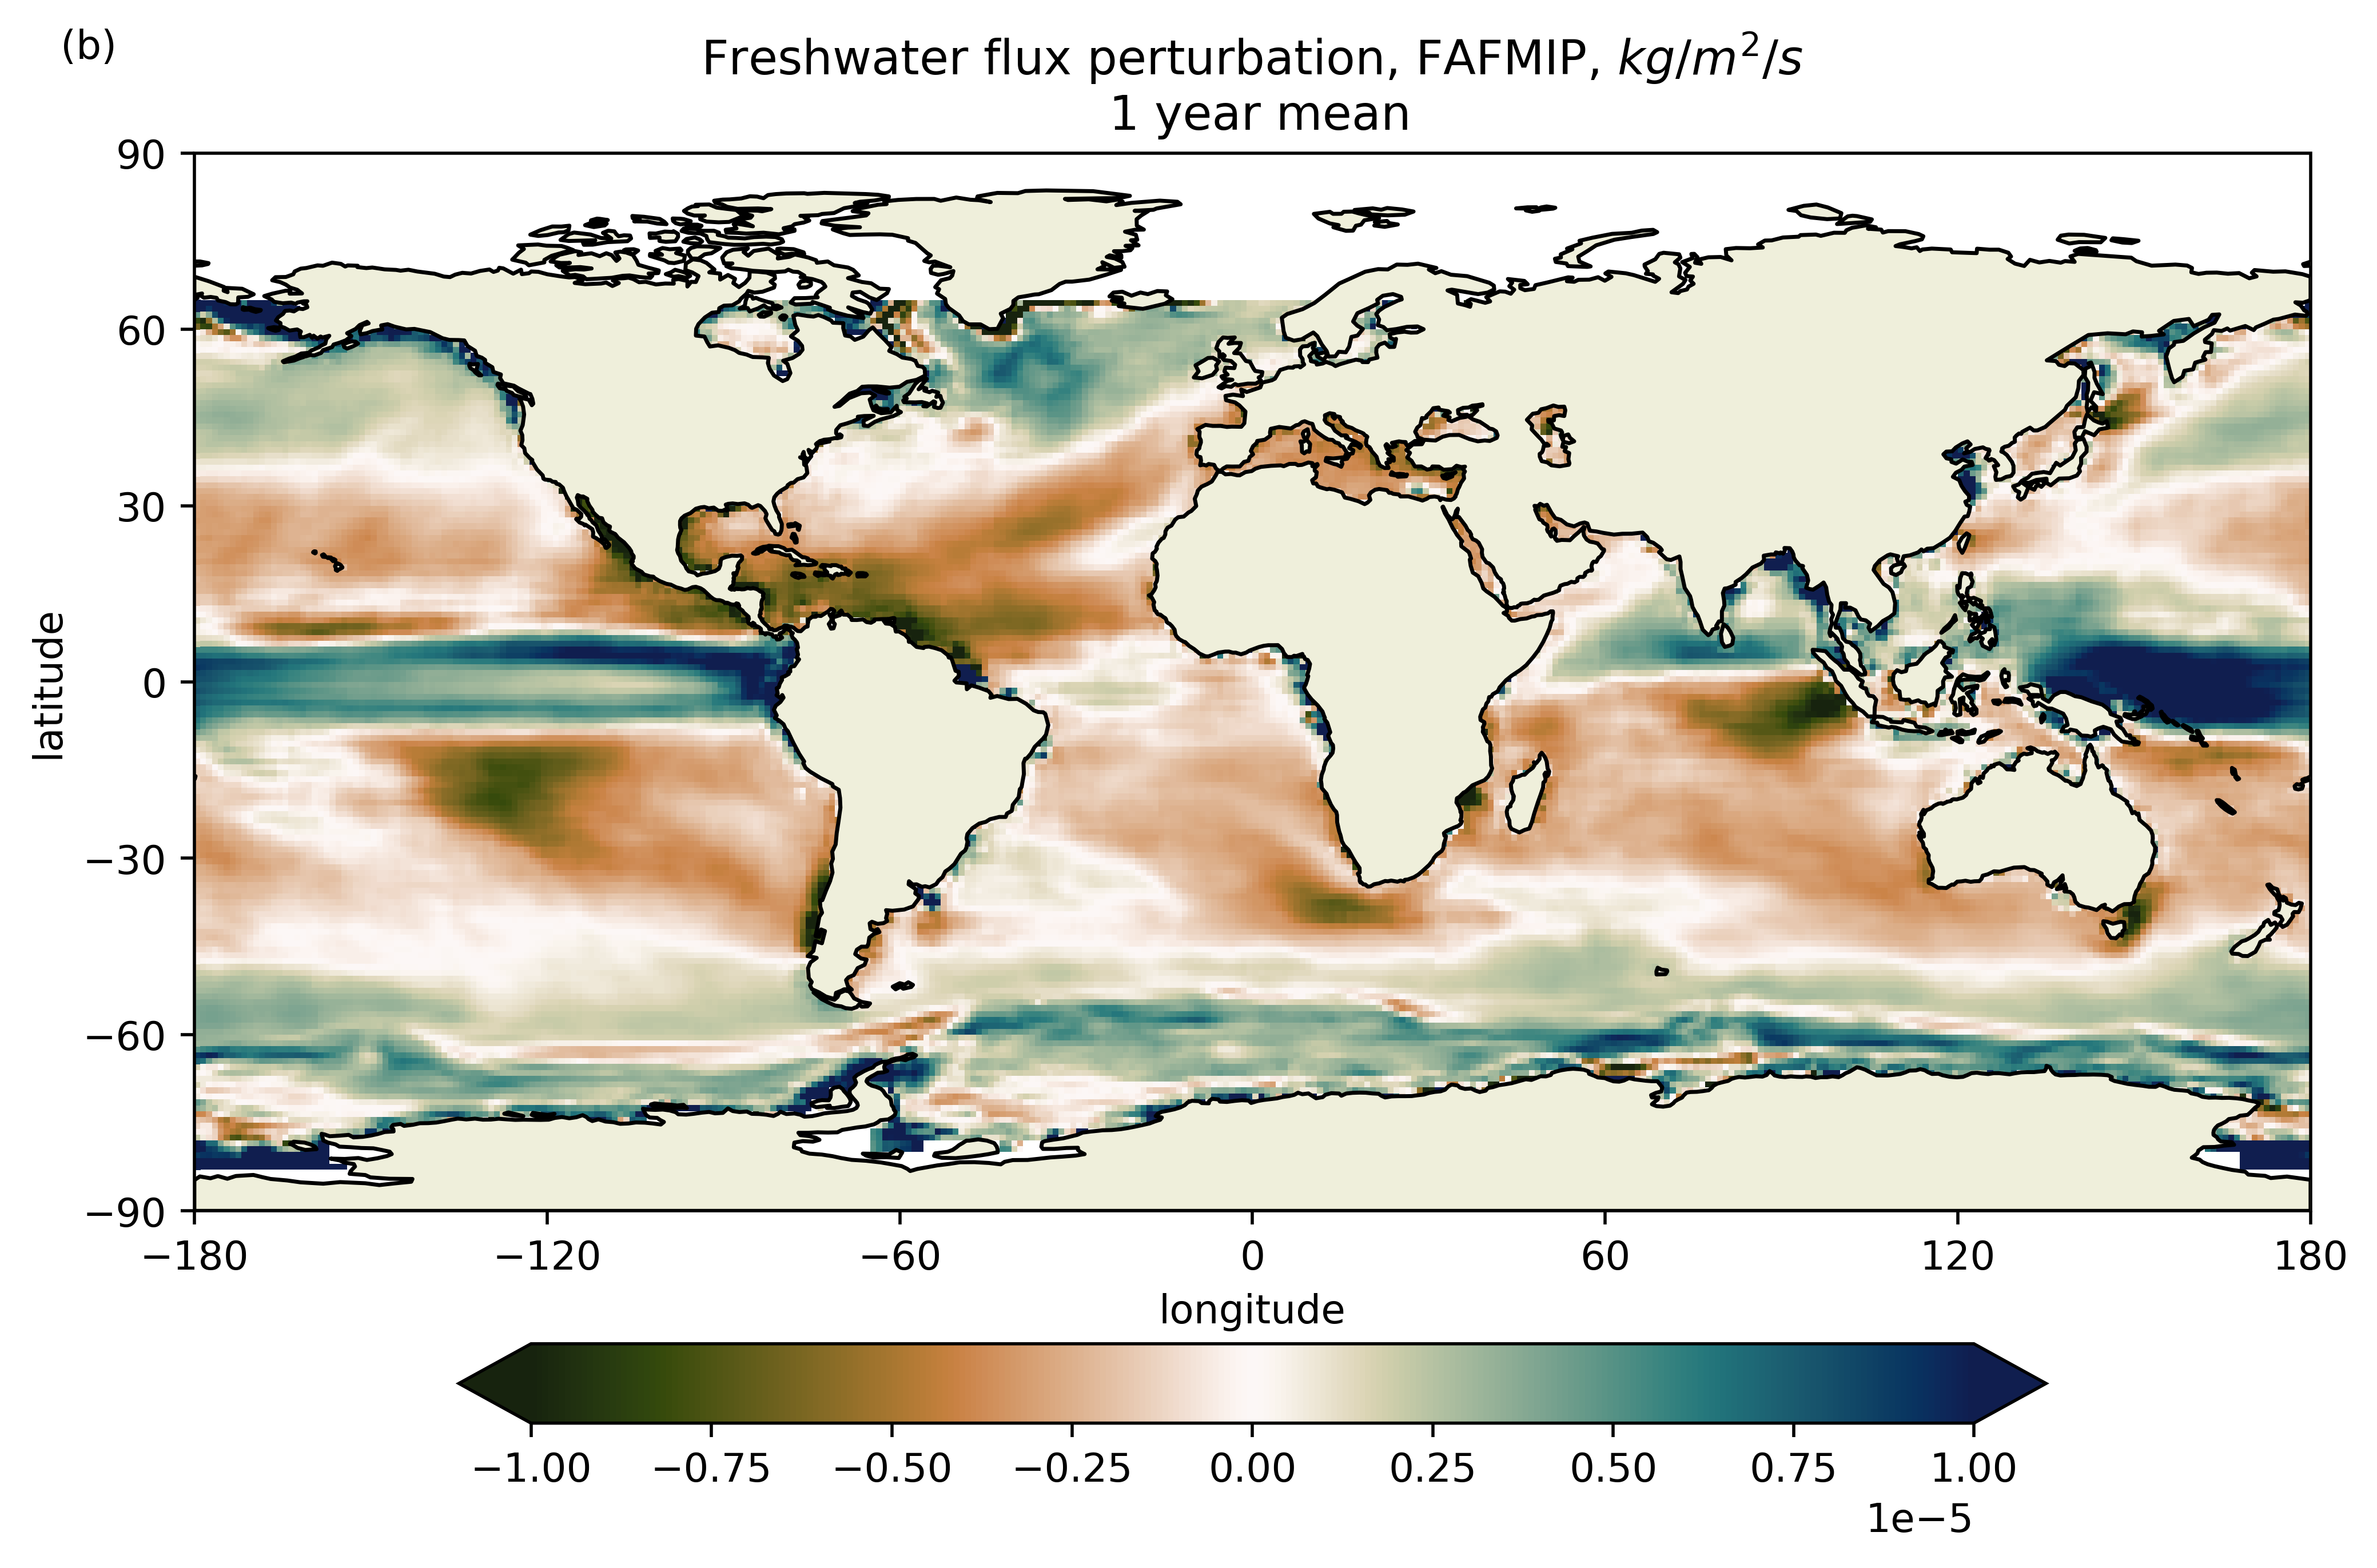 (b)
Freshwater flux perturbation, FAFMIP, kg/m²/s
1 year mean
90
60
30
0
−30
−60
−90
latitude
−180 −120 −60 0 60 120 180
longitude
−1.00 −0.75 −0.50 −0.25 0.00 0.25 0.50 0.75 1.00
1e−5